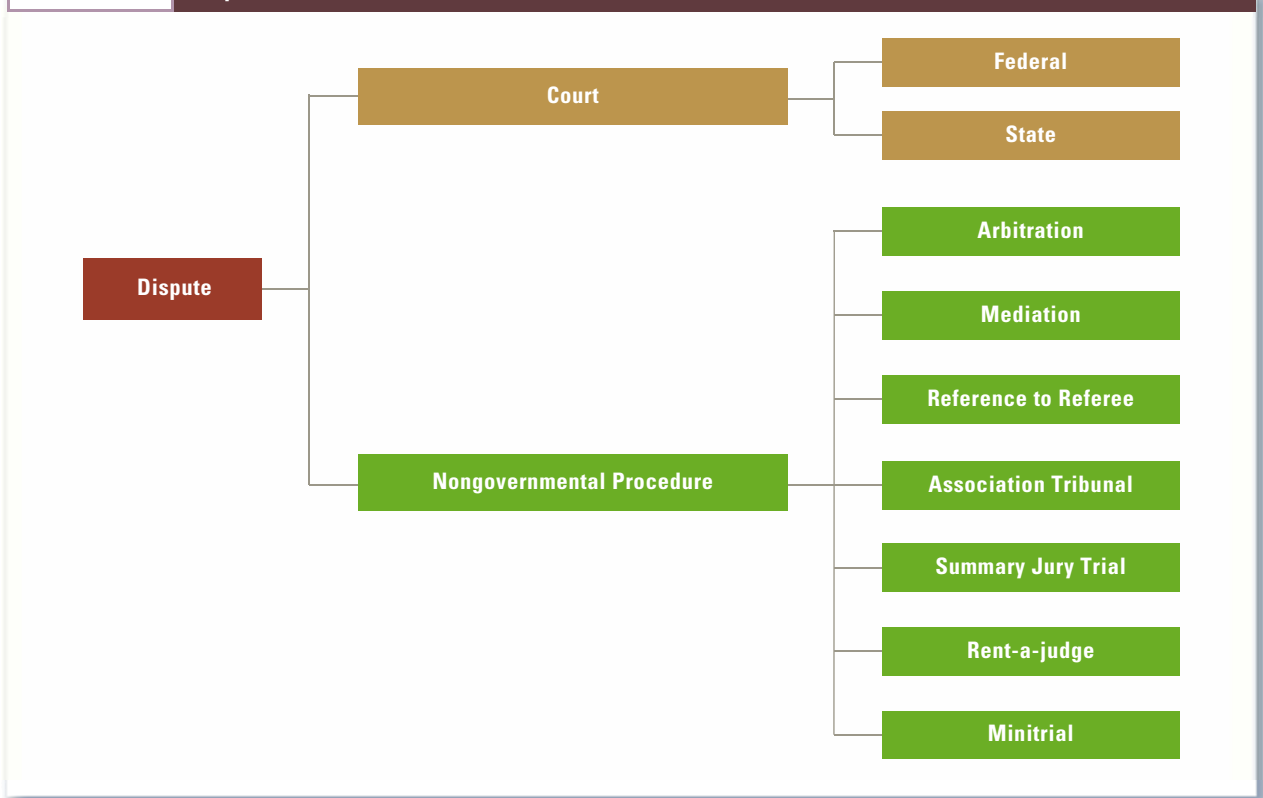 Dispute
Court
Federal
State
Nongovernmental Procedure
Arbitration
Mediation
Reference to Referee
Association Tribunal
Summary Jury Trial
Rent-a-judge
Minitrial